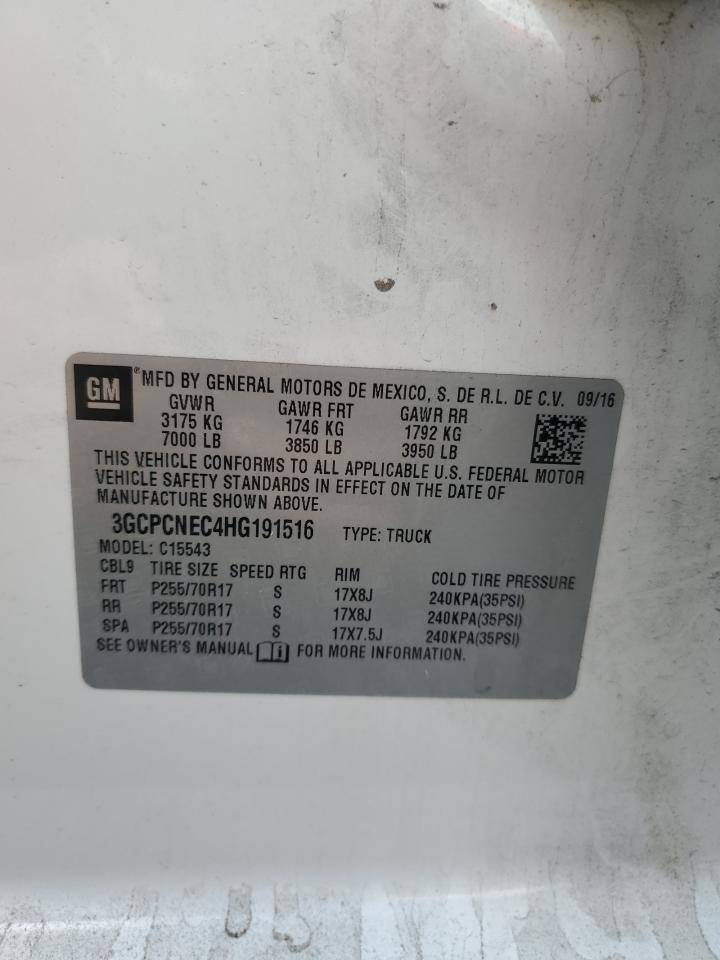 GM ® MFD BY GENERAL MOTORS DE MEXICO, S. DE R.L. DE C.V. 09/16
GVWR GAWR FRT GAWR RR
3175 KG 1746 KG 1792 KG
7000 LB 3850 LB 3950 LB
THIS VEHICLE CONFORMS TO ALL APPLICABLE U.S. FEDERAL MOTOR
VEHICLE SAFETY STANDARDS IN EFFECT ON THE DATE OF
MANUFACTURE SHOWN ABOVE.
3GCPCNEC4HG191516 TYPE: TRUCK
MODEL: C15543
CBL9 TIRE SIZE SPEED RTG RIM COLD TIRE PRESSURE
FRT P255/70R17 S 17X8J 240KPA(35PSI)
RR P255/70R17 S 17X8J 240KPA(35PSI)
SPA P255/70R17 S 17X7.5J 240KPA(35PSI)
SEE OWNER'S MANUAL i FOR MORE INFORMATION.